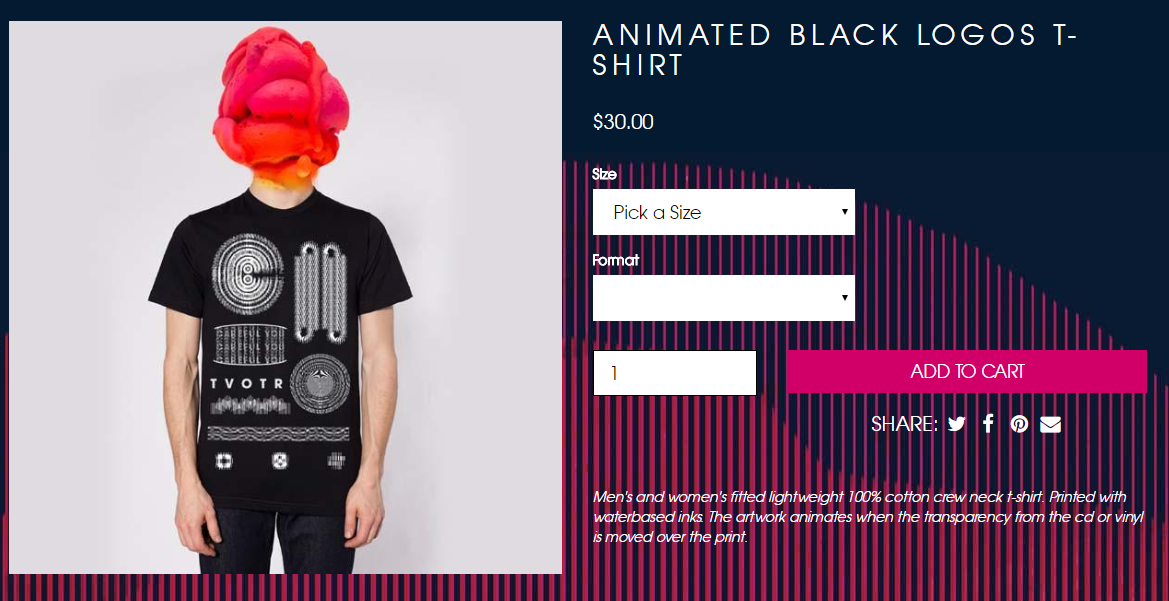 ANIMATED BLACK LOGOS T-
SHIRT
$30.00
Size
Pick a Size
Format
1
ADD TO CART
SHARE:
Men's and women's fitted lightweight 100% cotton crew neck t-shirt. Printed with
waterbased inks. The artwork animates when the transparency from the cd or vinyl
is moved over the print.
CAREFUL YOU
CAREFUL YOU
CAREFUL YOU
TVOTR